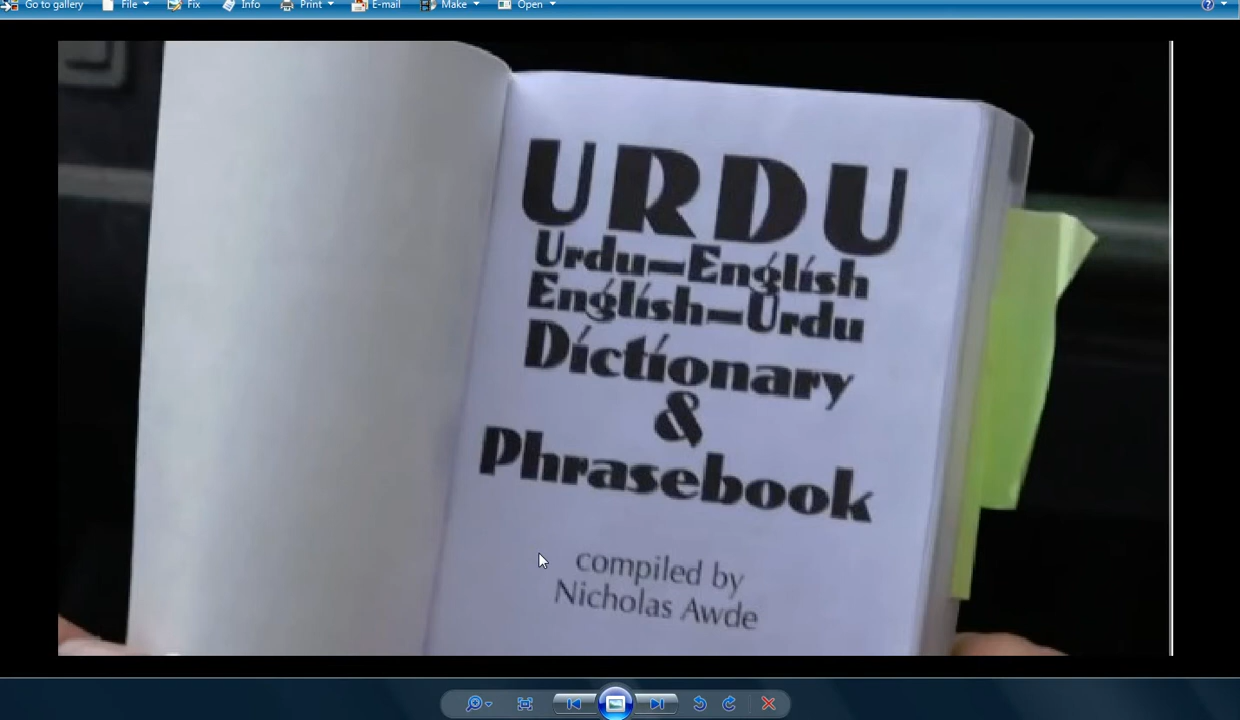 Go to gallery File Fix Info Print E-mail Make Open
URDU
Urdu—English
English—Urdu
Dictionary
&
Phrasebook
compiled by
Nicholas Awde